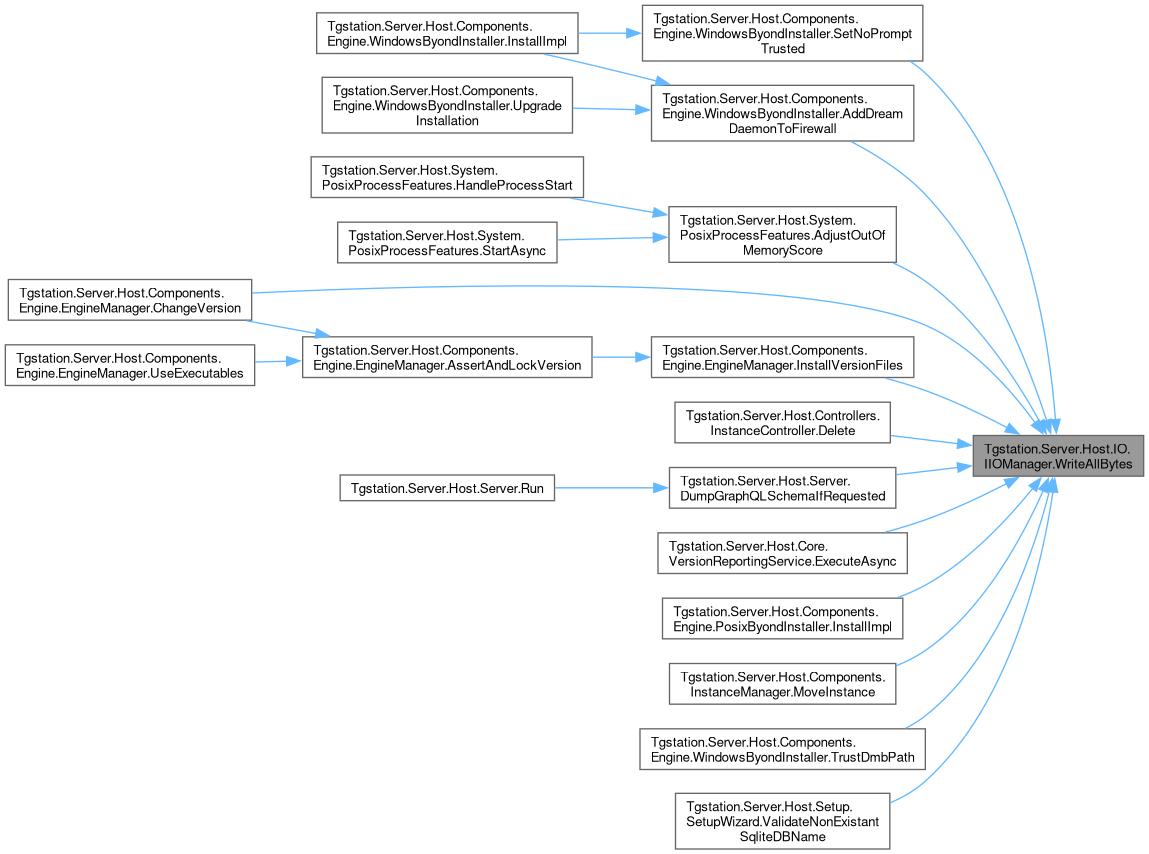 Tgstation.Server.Host.Components.
Engine.WindowsByondInstaller.InstallImpl
Tgstation.Server.Host.Components.
Engine.WindowsByondInstaller.SetNoPrompt
Trusted
Tgstation.Server.Host.Components.
Engine.WindowsByondInstaller.Upgrade
Installation
Tgstation.Server.Host.Components.
Engine.WindowsByondInstaller.AddDream
DaemonToFirewall
Tgstation.Server.Host.System.
PosixProcessFeatures.HandleProcessStart
Tgstation.Server.Host.System.
PosixProcessFeatures.StartAsync
Tgstation.Server.Host.System.
PosixProcessFeatures.AdjustOutOf
MemoryScore
Tgstation.Server.Host.Components.
Engine.EngineManager.ChangeVersion
Tgstation.Server.Host.Components.
Engine.EngineManager.UseExecutables
Tgstation.Server.Host.Components.
Engine.EngineManager.AssertAndLockVersion
Tgstation.Server.Host.Components.
Engine.EngineManager.InstallVersionFiles
Tgstation.Server.Host.Controllers.
InstanceController.Delete
Tgstation.Server.Host.IO.
IIOManager.WriteAllBytes
Tgstation.Server.Host.Server.Run
Tgstation.Server.Host.Server.
DumpGraphQLSchemaIfRequested
Tgstation.Server.Host.Core.
VersionReportingService.ExecuteAsync
Tgstation.Server.Host.Components.
Engine.PosixByondInstaller.InstallImpl
Tgstation.Server.Host.Components.
InstanceManager.MoveInstance
Tgstation.Server.Host.Components.
Engine.WindowsByondInstaller.TrustDmbPath
Tgstation.Server.Host.Setup.
SetupWizard.ValidateNonExistant
SqliteDBName